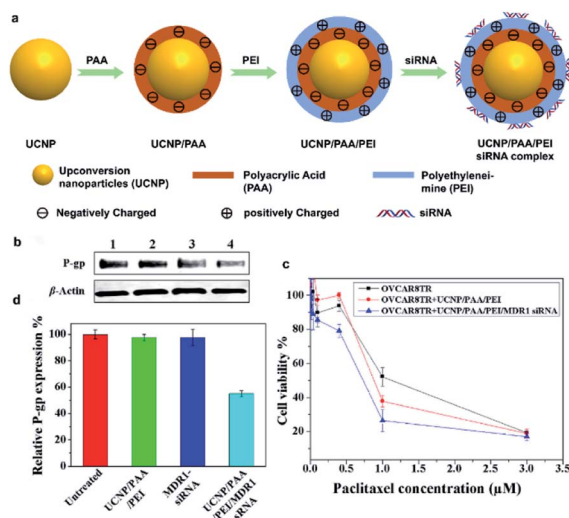 a
PAA
PEI
siRNA
UCNP
UCNP/PAA
UCNP/PAA/PEI
UCNP/PAA/PEI
siRNA complex
Upconversion
nanoparticles (UCNP)
Polyacrylic Acid
(PAA)
Polyethylenei-
mine (PEI)
Negatively Charged
positively Charged
siRNA
b
1 2 3 4
P-gp
β-Actin
c
OVCAR8TR
OVCAR8TR+UCNP/PAA/PEI
OVCAR8TR+UCNP/PAA/PEI/MDR1 siRNA
Cell viability %
100
80
60
40
20
0
0.0 0.5 1.0 1.5 2.0 2.5 3.0 3.5
Paclitaxel concentration (µM)
d
Relative P-gp expression %
100
80
60
40
20
0
Untreated
UCNP/PAA
/PEI
MDR1-
siRNA
UCNP/PAA
/PEI/MDR1
siRNA